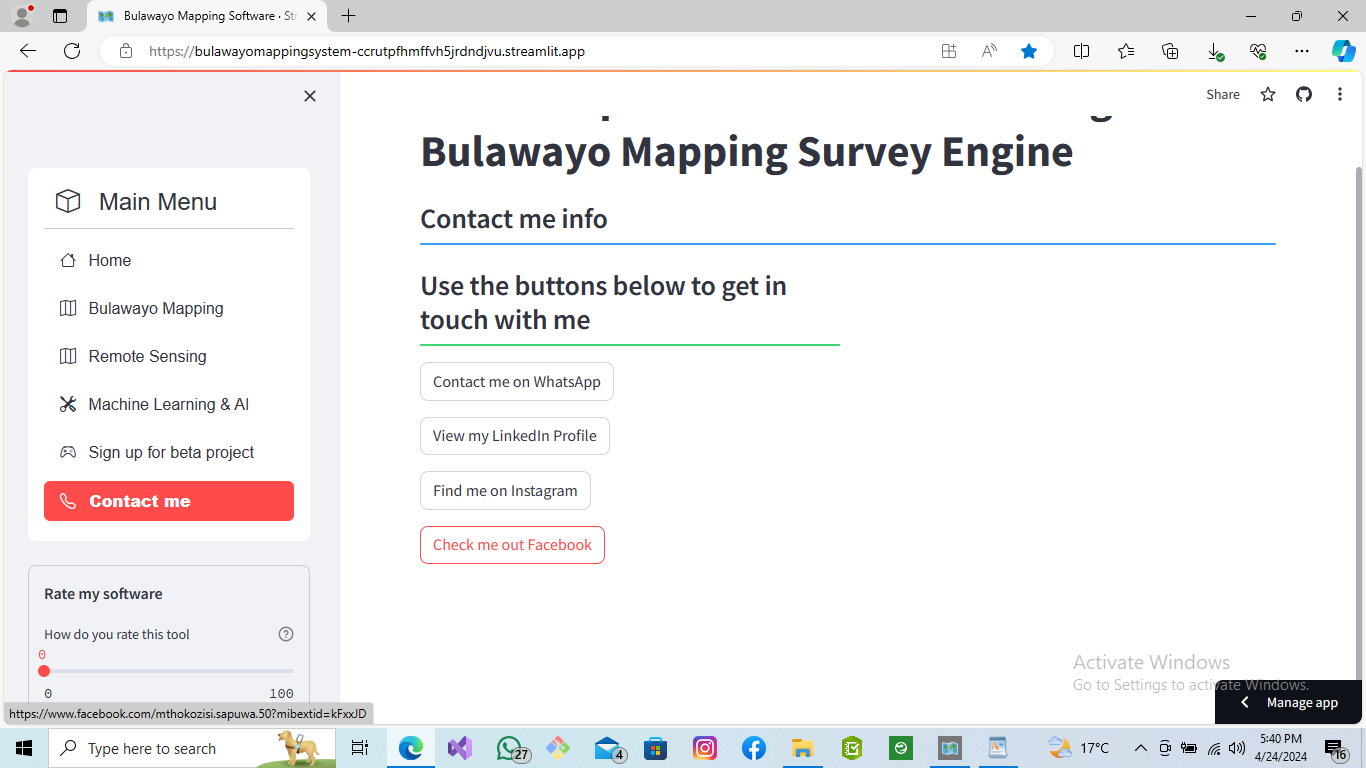 Bulawayo Mapping Software · Str
https://bulawayomappingsystem-ccrutpfhmffvh5jrdndjvu.streamlit.app
Share
Main Menu
Home
Bulawayo Mapping
Remote Sensing
Machine Learning & AI
Sign up for beta project
Contact me
Rate my software
How do you rate this tool
0
0 100
Bulawayo Mapping Survey Engine
Contact me info
Use the buttons below to get in
touch with me
Contact me on WhatsApp
View my LinkedIn Profile
Find me on Instagram
Check me out Facebook
Activate Windows
Go to Settings to activate Windows.
Manage app
https://www.facebook.com/mthokozisi.sapuwa.50?mibextid=kFxxJD
Type here to search
27
4
17°C
5:40 PM
4/24/2024
16